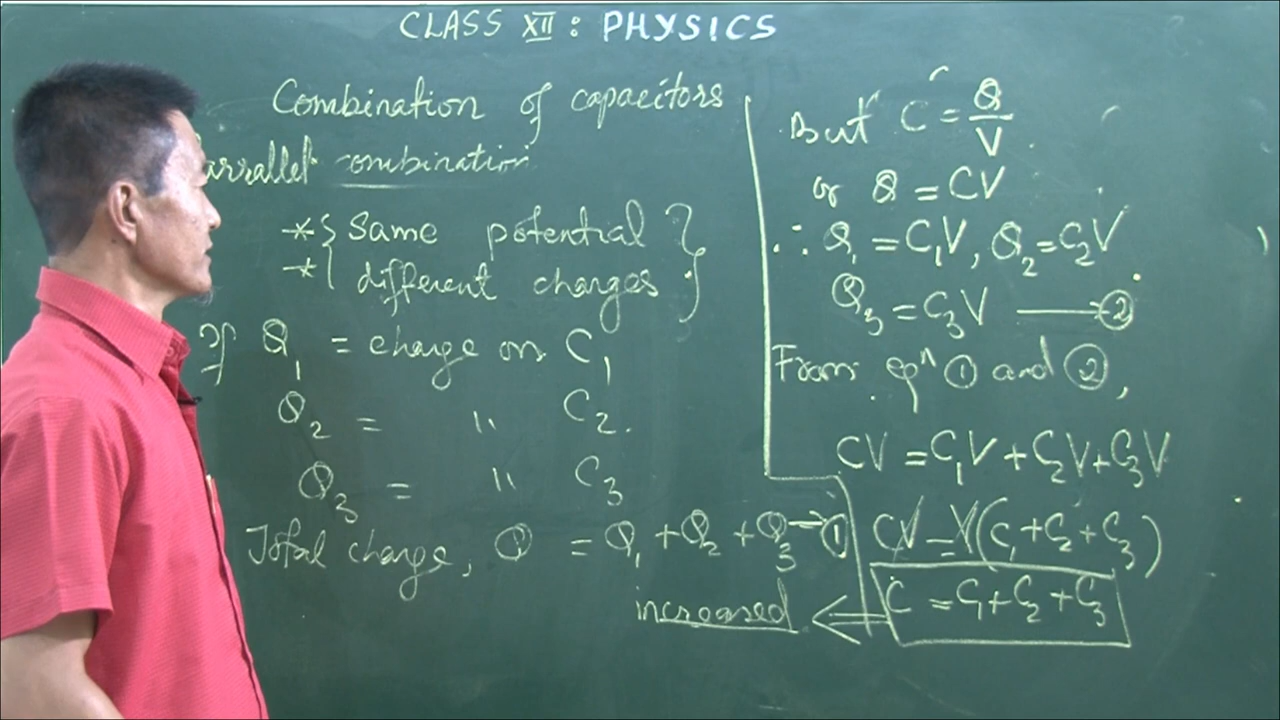 CLASS XII : PHYSICS
Combination of capacitors
arrallel combination
* { Same potential }
* { different charges }
If Q₁ = charge on C₁
Q₂ = " C₂.
Q₃ = " C₃
Total charge, Q = Q₁ + Q₂ + Q₃ → ①
But C = Q/V
or Q = CV
∴ Q₁ = C₁V, Q₂ = C₂V
Q₃ = C₃V → ②
From eqⁿ ① and ②,
CV = C₁V + C₂V + C₃V
CV = V(C₁ + C₂ + C₃)
C = C₁ + C₂ + C₃
increased ⇐